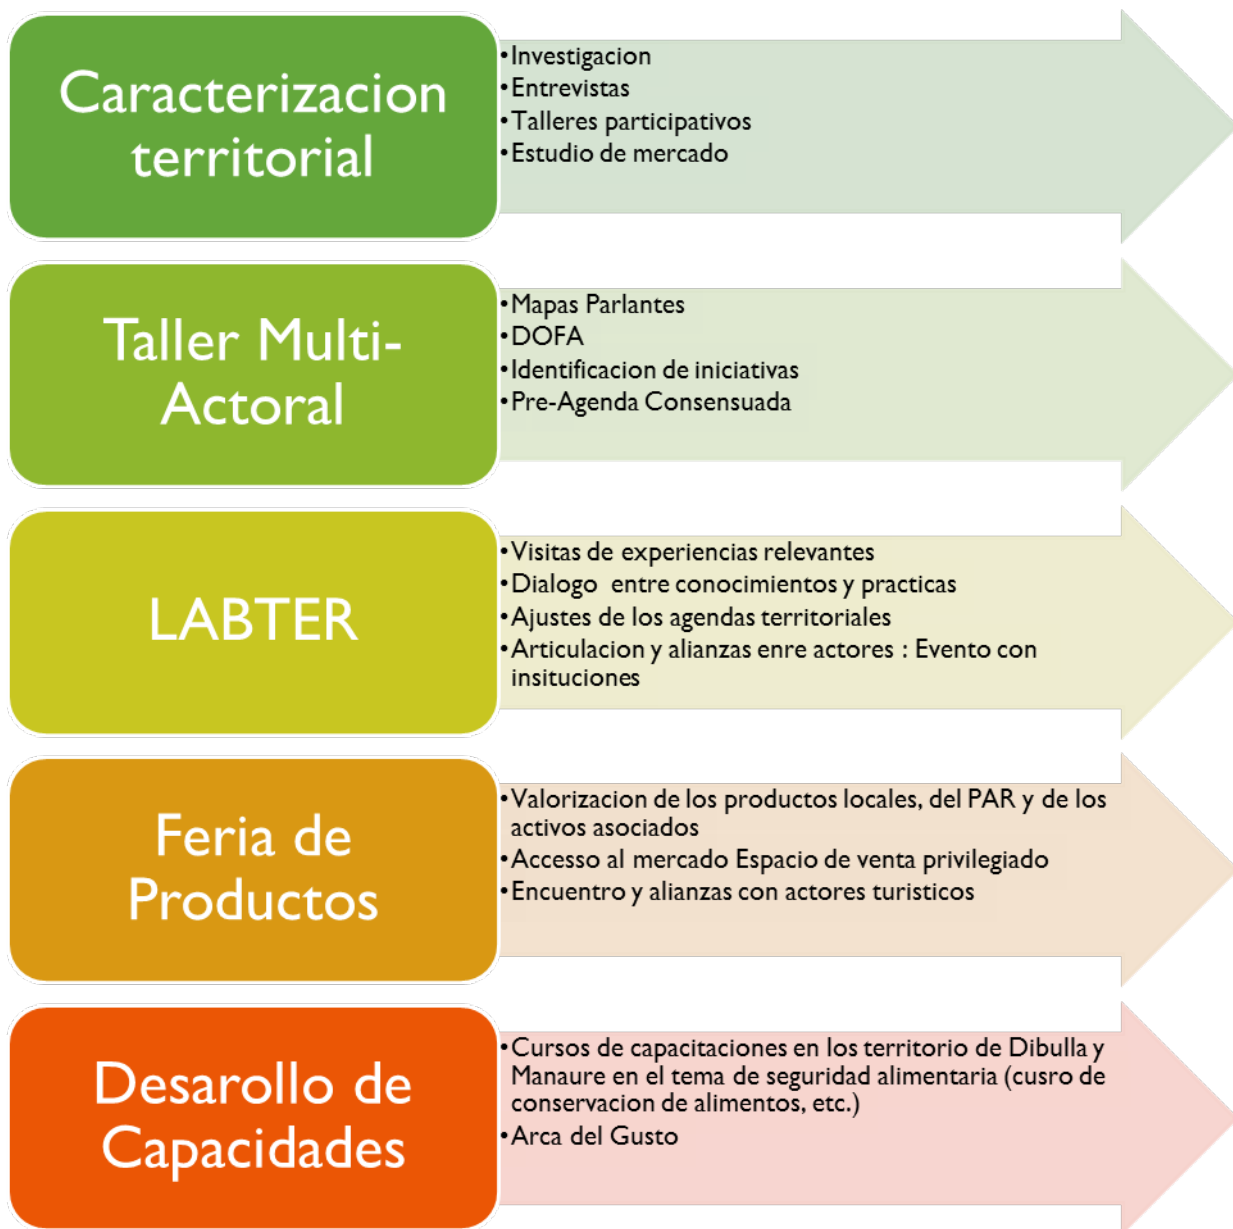 Caracterizacion
territorial
•Investigacion
•Entrevistas
•Talleres participativos
•Estudio de mercado
Taller Multi-
Actoral
•Mapas Parlantes
•DOFA
•Identificacion de iniciativas
•Pre-Agenda Consensuada
LABTER
•Visitas de experiencias relevantes
•Dialogo entre conocimientos y practicas
•Ajustes de los agendas territoriales
•Articulacion y alianzas enre actores : Evento con
insituciones
Feria de
Productos
•Valorizacion de los productos locales, del PAR y de los
activos asociados
•Accesso al mercado Espacio de venta privilegiado
•Encuentro y alianzas con actores turisticos
Desarollo de
Capacidades
•Cursos de capacitaciones en los territorio de Dibulla y
Manaure en el tema de seguridad alimentaria (cusro de
conservacion de alimentos, etc.)
•Arca del Gusto